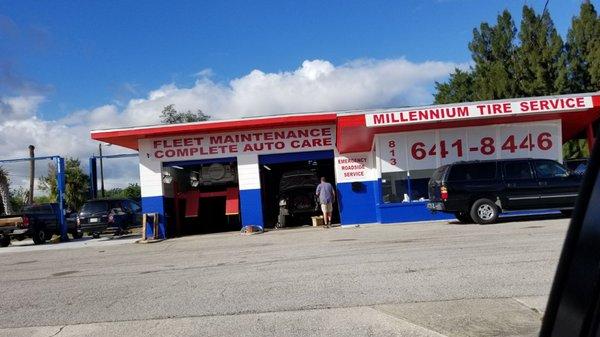 MILLENNIUM TIRE SERVICE
FLEET MAINTENANCE
COMPLETE AUTO CARE
813
641-8446
EMERGENCY
ROADSIDE
SERVICE